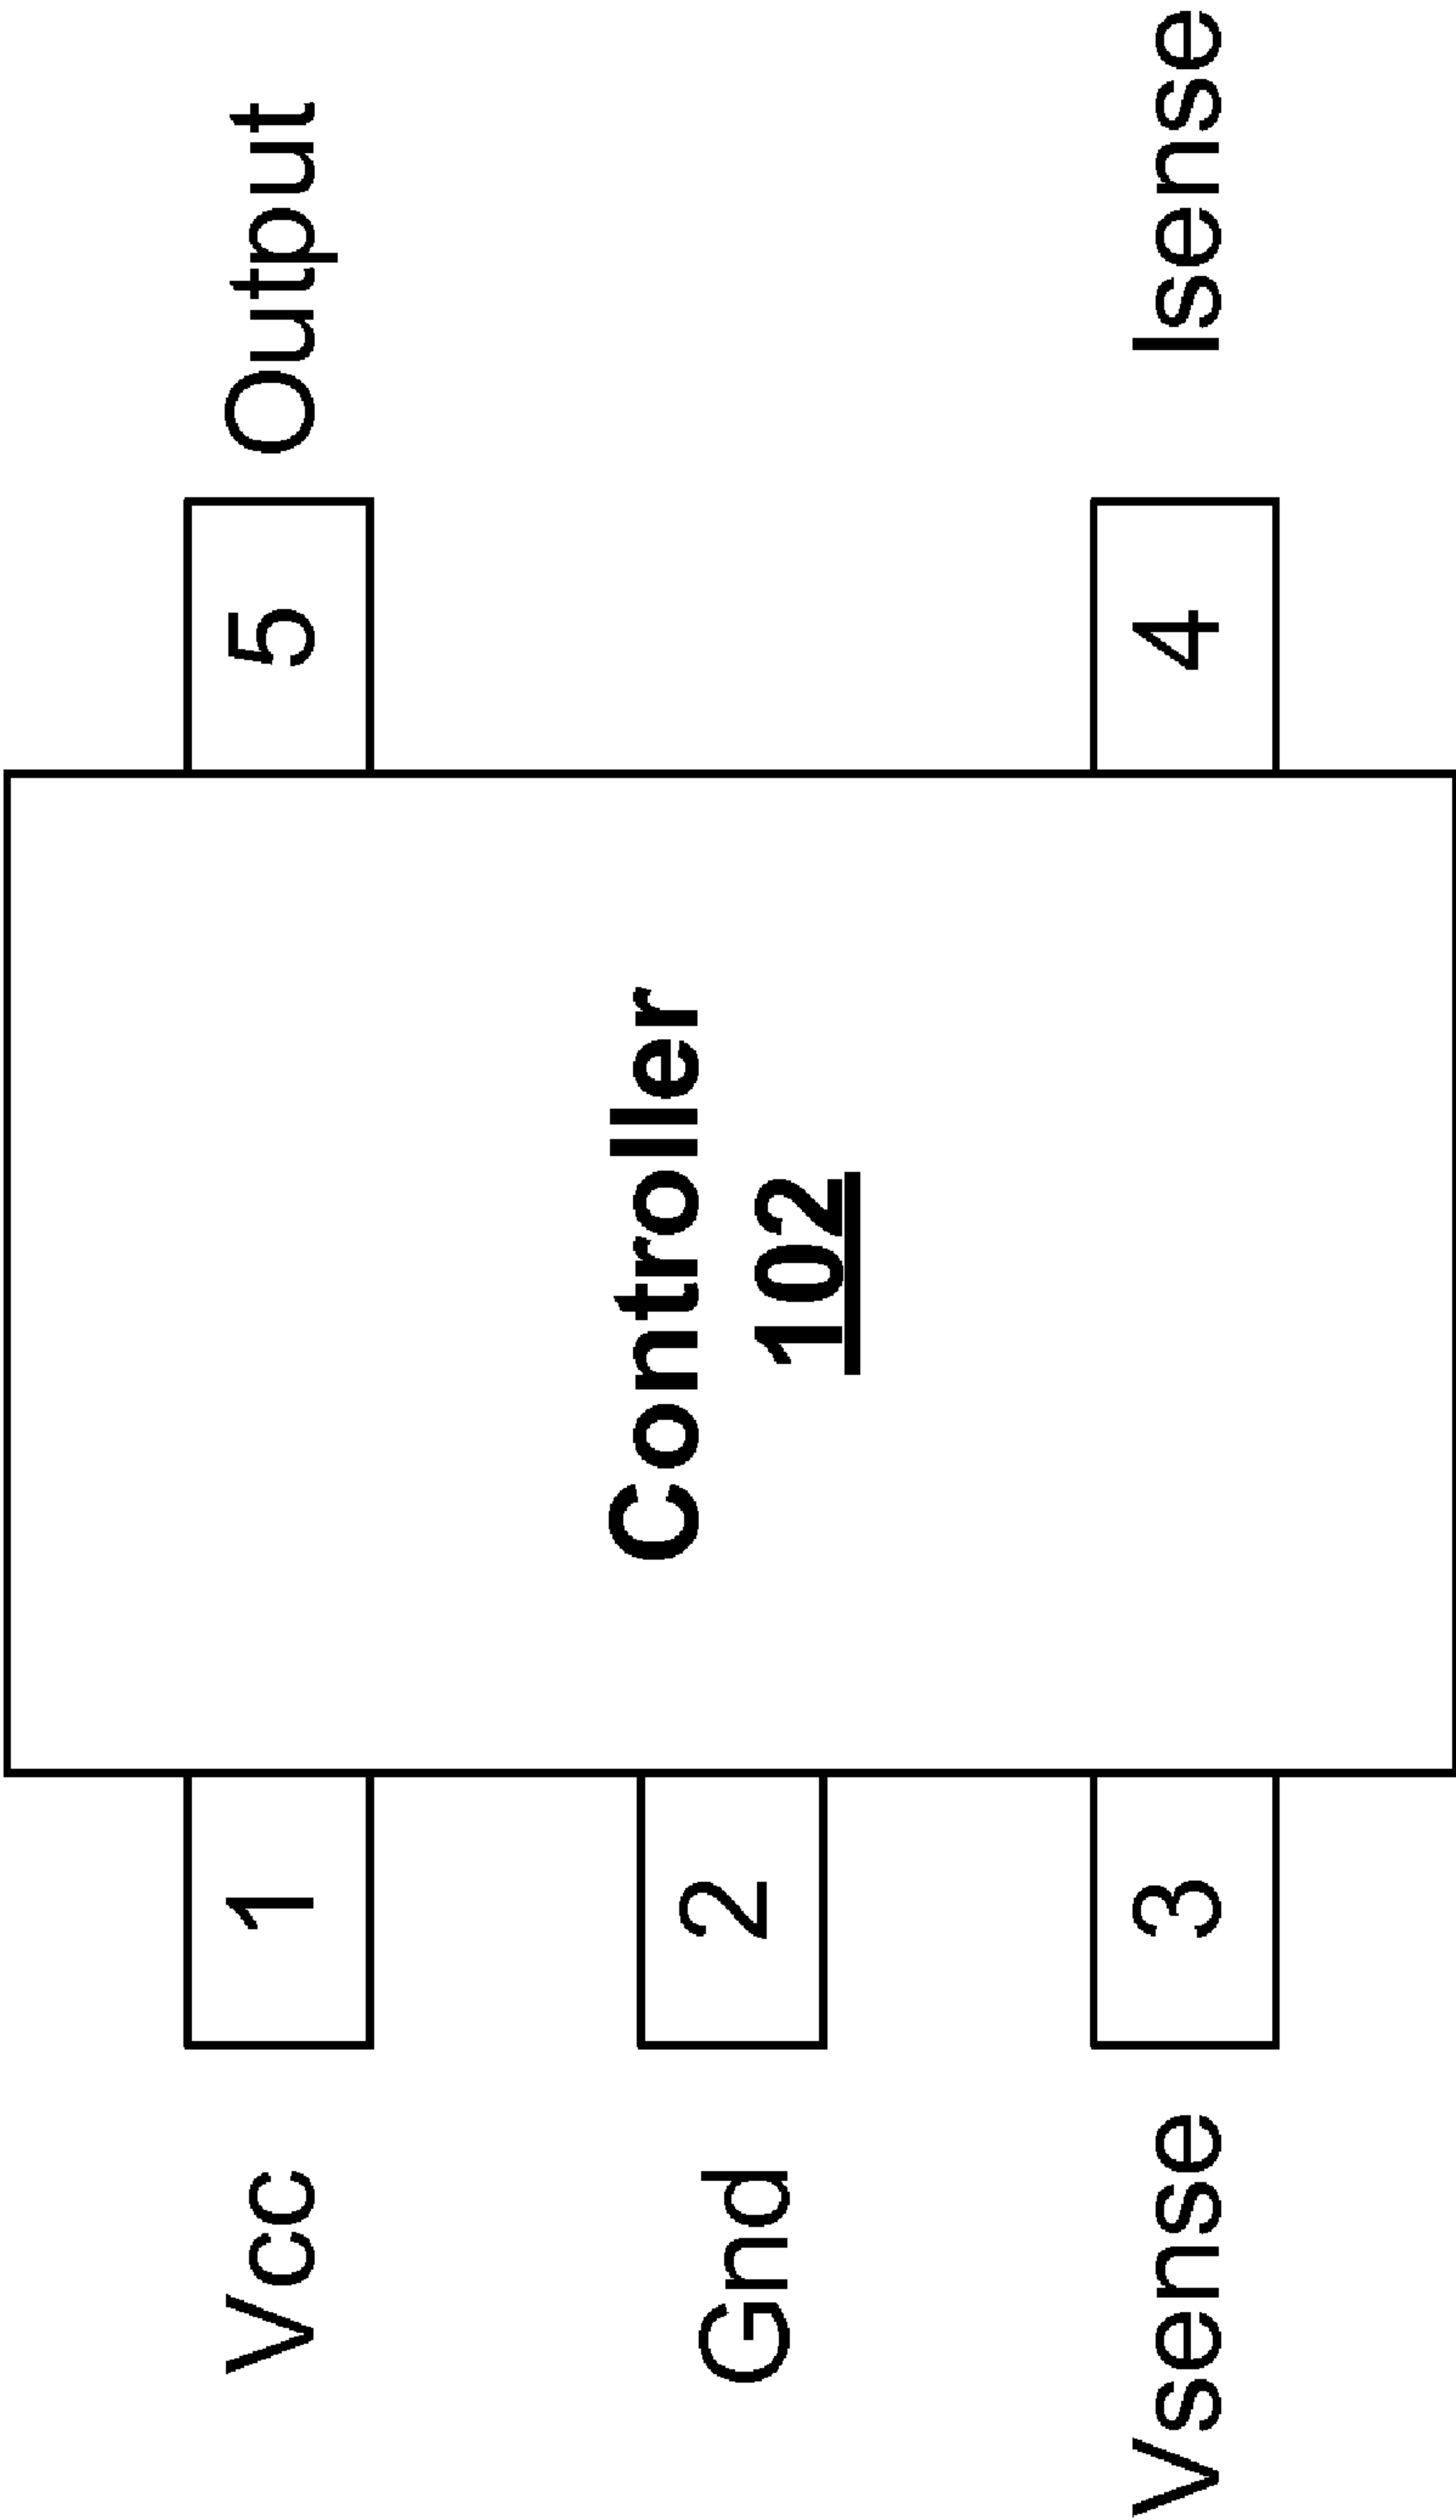 Vcc 1 5 Output
Controller
Gnd 2 102
Vsense 3 4 Isense